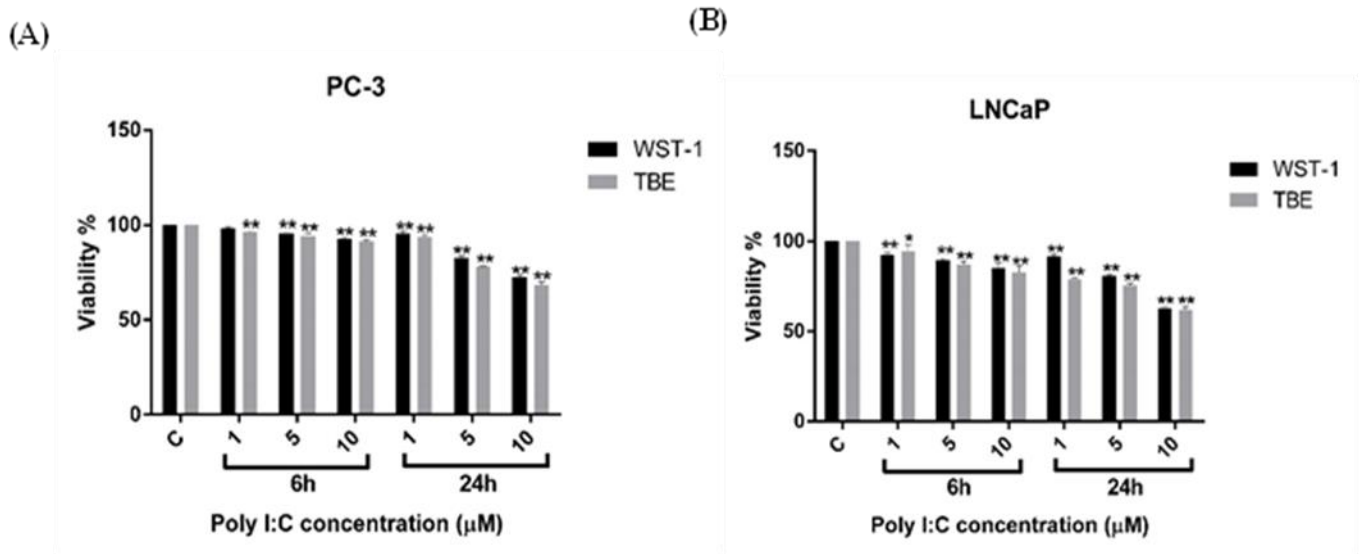 (A)
PC-3
WST-1
TBE
Viability %
150
100
50
0
** ** ** ** ** ** ** ** ** ** **
C 1 5 10 1 5 10
6h 24h
Poly I:C concentration (μM)
(B)
LNCaP
WST-1
TBE
Viability %
150
100
50
0
** * ** ** ** ** ** ** ** ** ** **
C 1 5 10 1 5 10
6h 24h
Poly I:C concentration (μM)